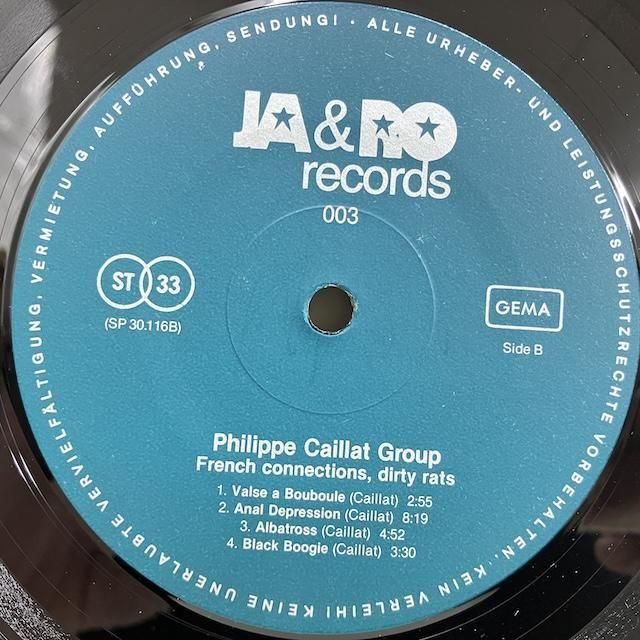 JA & RO
records
003
ST 33
(SP 30.116B)
GEMA
Side B
Philippe Caillat Group
French connections, dirty rats
1. Valse a Bouboule (Caillat) 2:55
2. Anal Depression (Caillat) 8:19
3. Albatross (Caillat) 4:52
4. Black Boogie (Caillat) 3:30
ALLE URHEBER- UND LEISTUNGSSCHUTZRECHTE VORBEHALTEN. KEIN VERLEIH! KEINE UNERLAUBTE VERVIELFÄLTIGUNG, VERMIETUNG, AUFFÜHRUNG, SENDUNG! ·